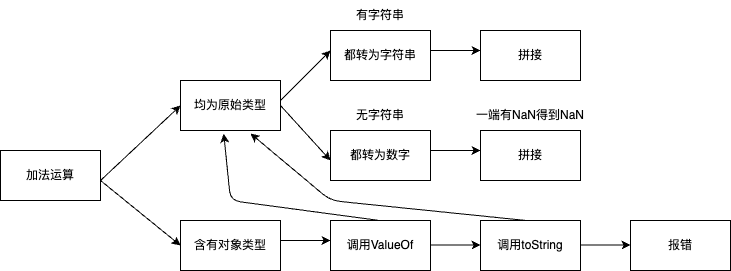 有字符串
都转为字符串
拼接
均为原始类型
无字符串
一端有NaN得到NaN
都转为数字
拼接
加法运算
含有对象类型
调用ValueOf
调用toString
报错